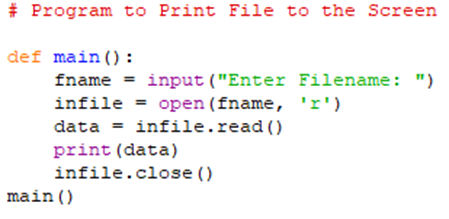 # Program to Print File to the Screen

def main():
    fname = input("Enter Filename: ")
    infile = open(fname, 'r')
    data = infile.read()
    print(data)
    infile.close()
main()